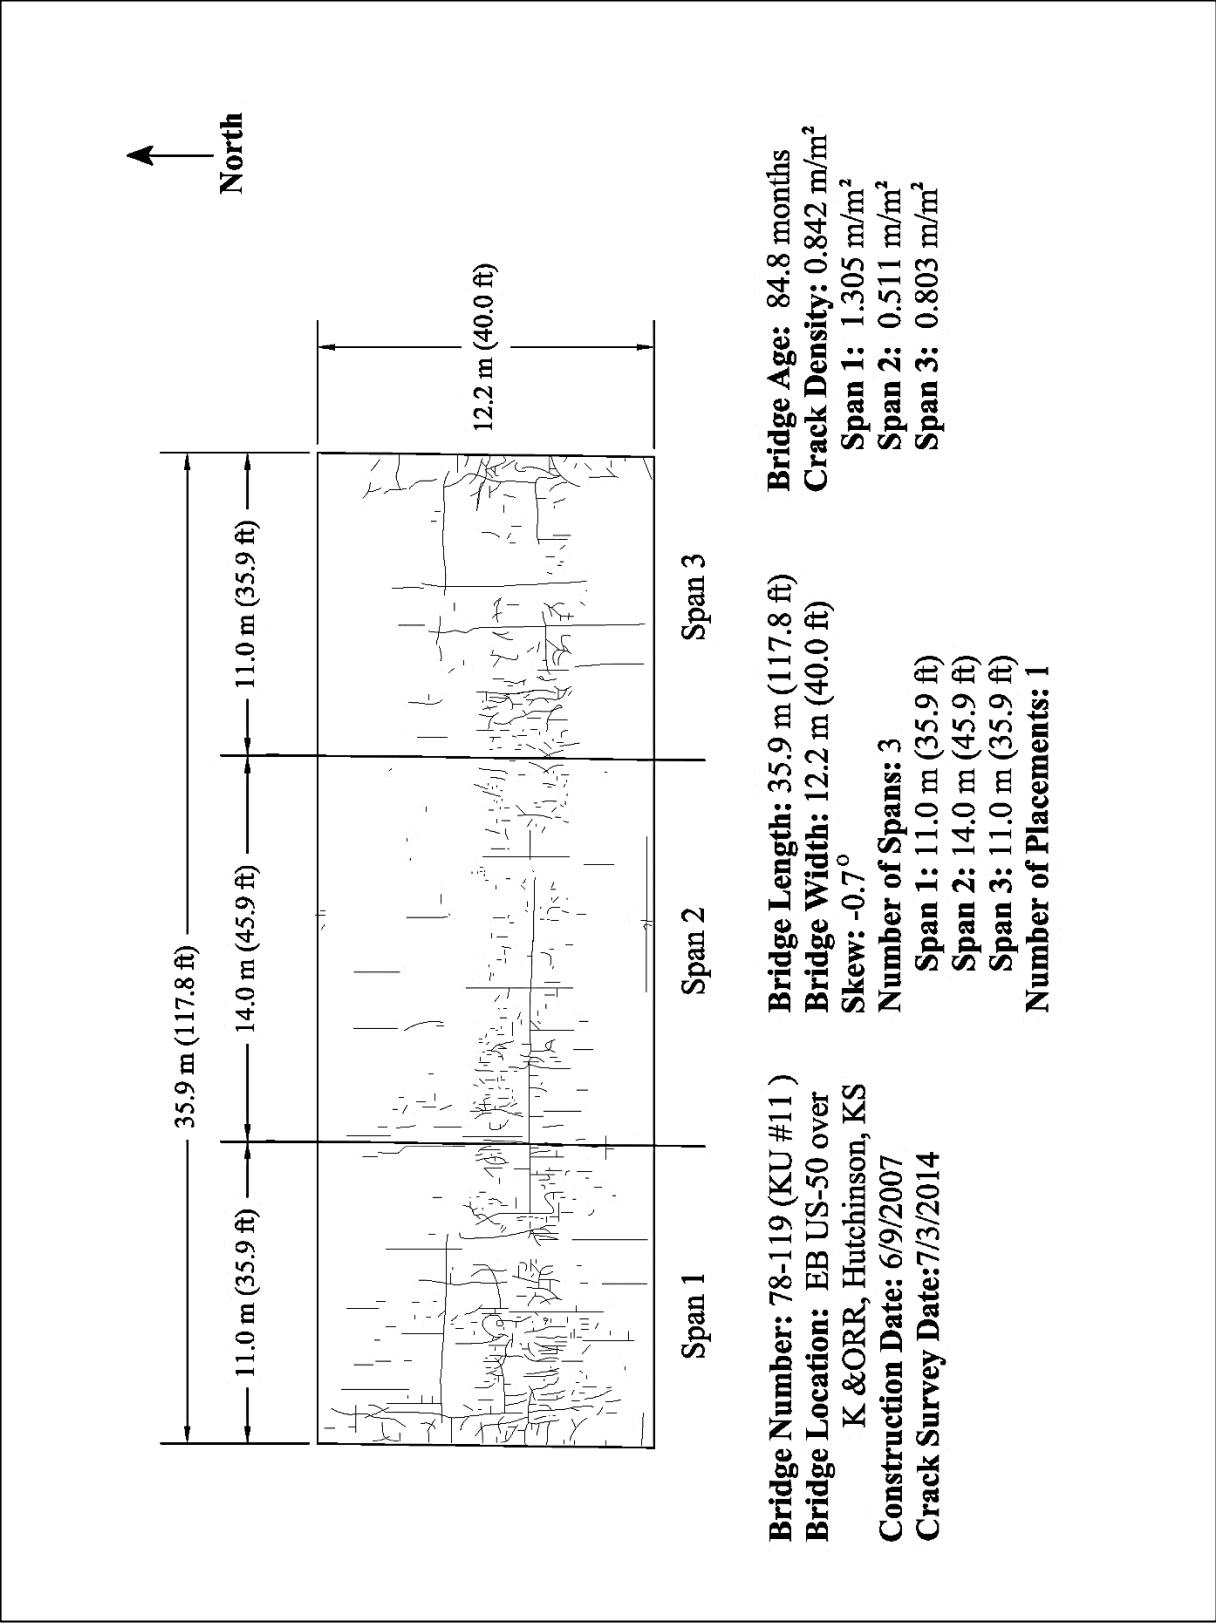 North
35.9 m (117.8 ft)
11.0 m (35.9 ft)
14.0 m (45.9 ft)
11.0 m (35.9 ft)
12.2 m (40.0 ft)
Span 1
Span 2
Span 3
Bridge Number: 78-119 (KU #11 )
Bridge Location: EB US-50 over
K &ORR, Hutchinson, KS
Construction Date: 6/9/2007
Crack Survey Date:7/3/2014
Bridge Length: 35.9 m (117.8 ft)
Bridge Width: 12.2 m (40.0 ft)
Skew: -0.7°
Number of Spans: 3
Span 1: 11.0 m (35.9 ft)
Span 2: 14.0 m (45.9 ft)
Span 3: 11.0 m (35.9 ft)
Number of Placements: 1
Bridge Age: 84.8 months
Crack Density: 0.842 m/m²
Span 1: 1.305 m/m²
Span 2: 0.511 m/m²
Span 3: 0.803 m/m²